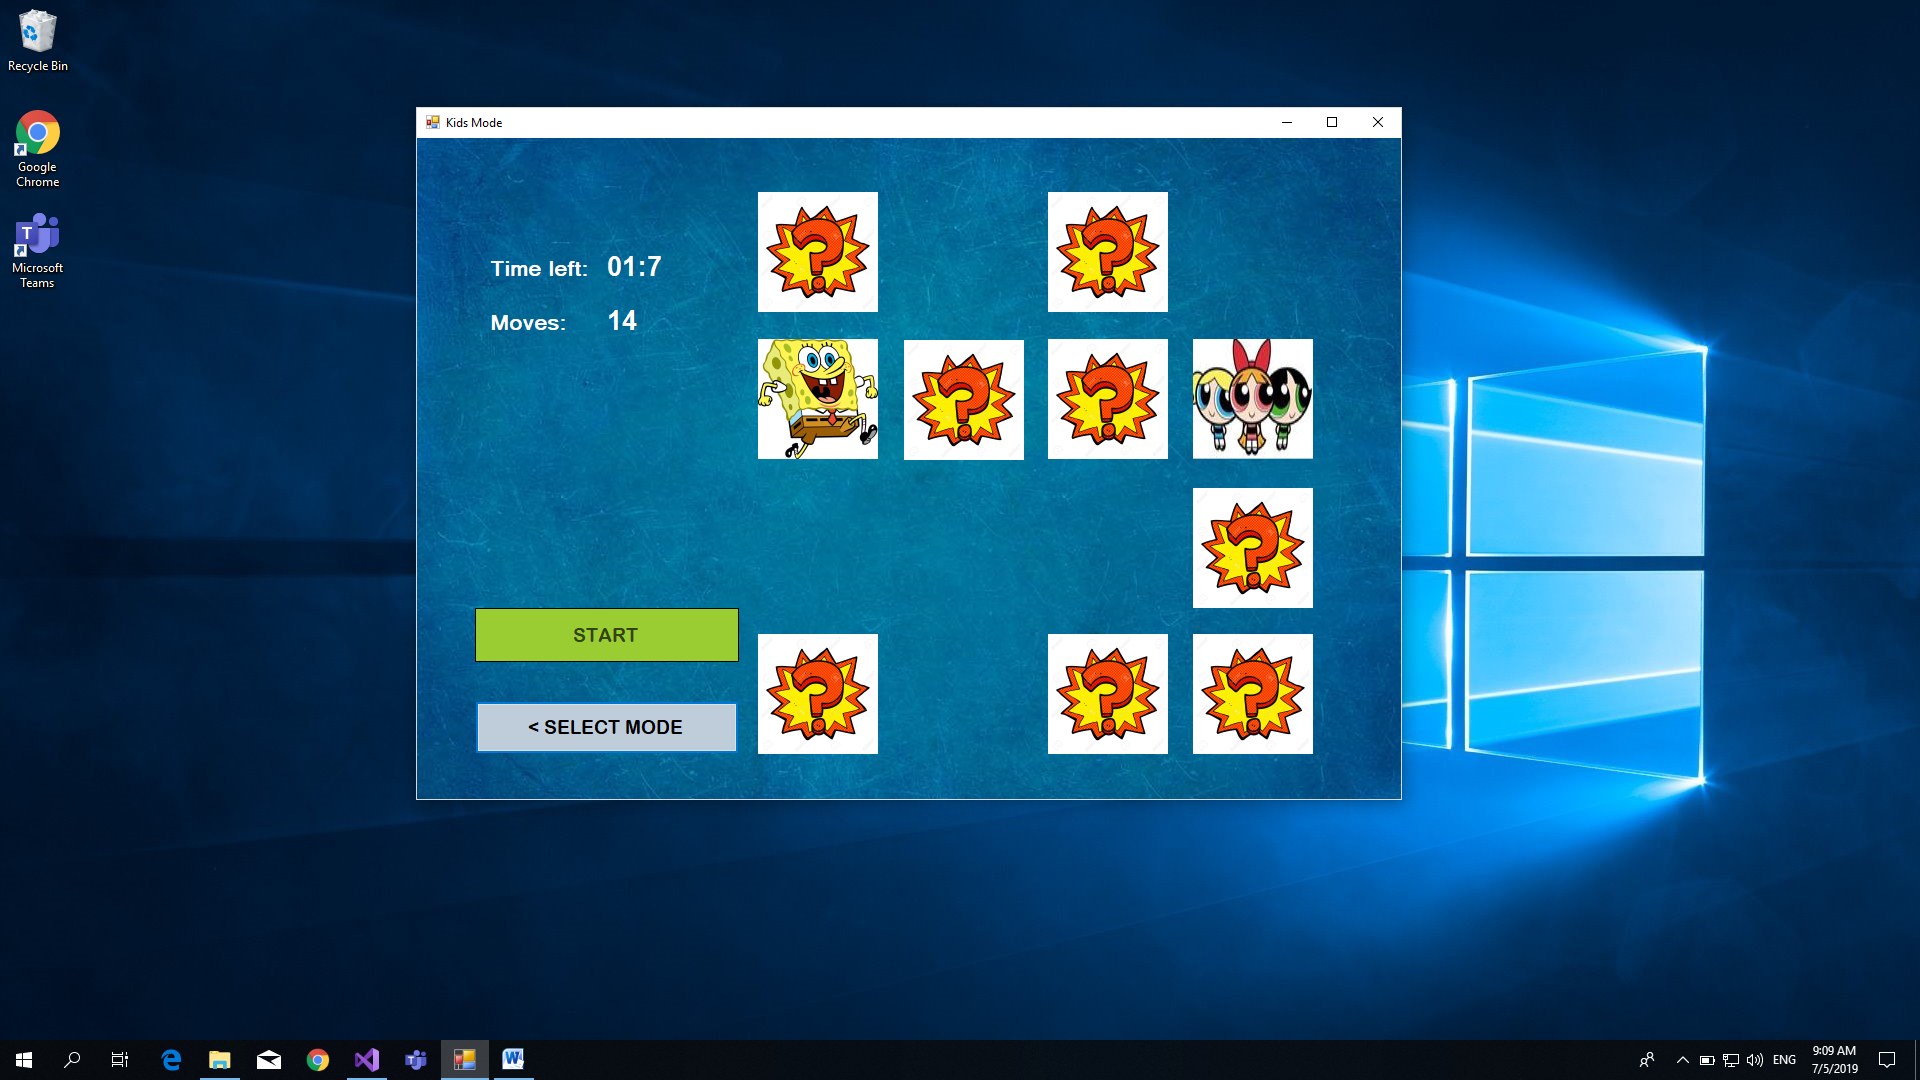 Recycle Bin
Google
Chrome
Microsoft
Teams
Kids Mode
Time left: 01:7
Moves: 14
START
< SELECT MODE
ENG
9:09 AM
7/5/2019